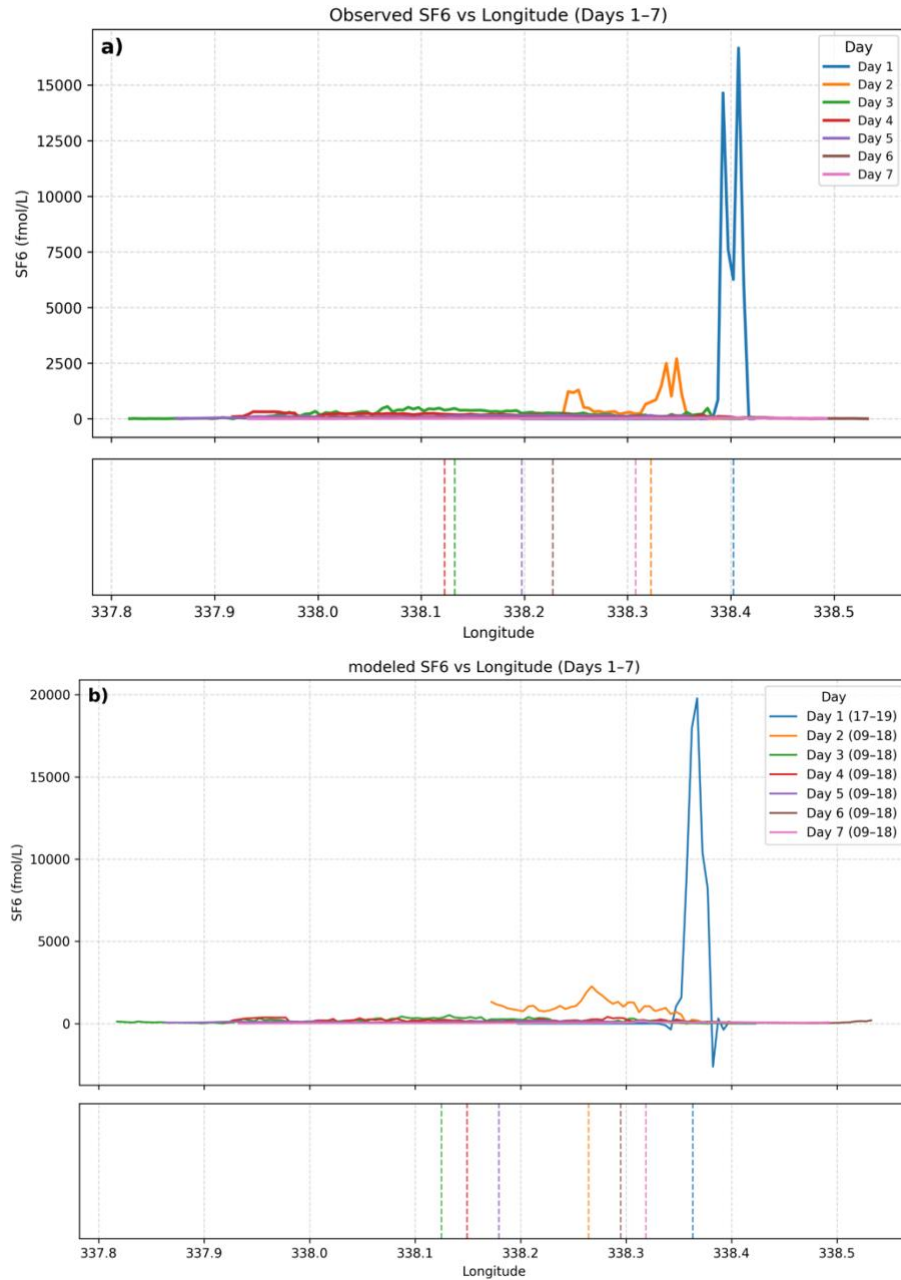 Observed SF6 vs Longitude (Days 1–7)
a)
Day
Day 1
Day 2
Day 3
Day 4
Day 5
Day 6
Day 7
15000
12500
10000
7500
5000
2500
0
SF6 (fmol/L)
337.8 337.9 338.0 338.1 338.2 338.3 338.4 338.5
Longitude
modeled SF6 vs Longitude (Days 1–7)
b)
Day
Day 1 (17–19)
Day 2 (09–18)
Day 3 (09–18)
Day 4 (09–18)
Day 5 (09–18)
Day 6 (09–18)
Day 7 (09–18)
20000
15000
10000
5000
0
SF6 (fmol/L)
337.8 337.9 338.0 338.1 338.2 338.3 338.4 338.5
Longitude